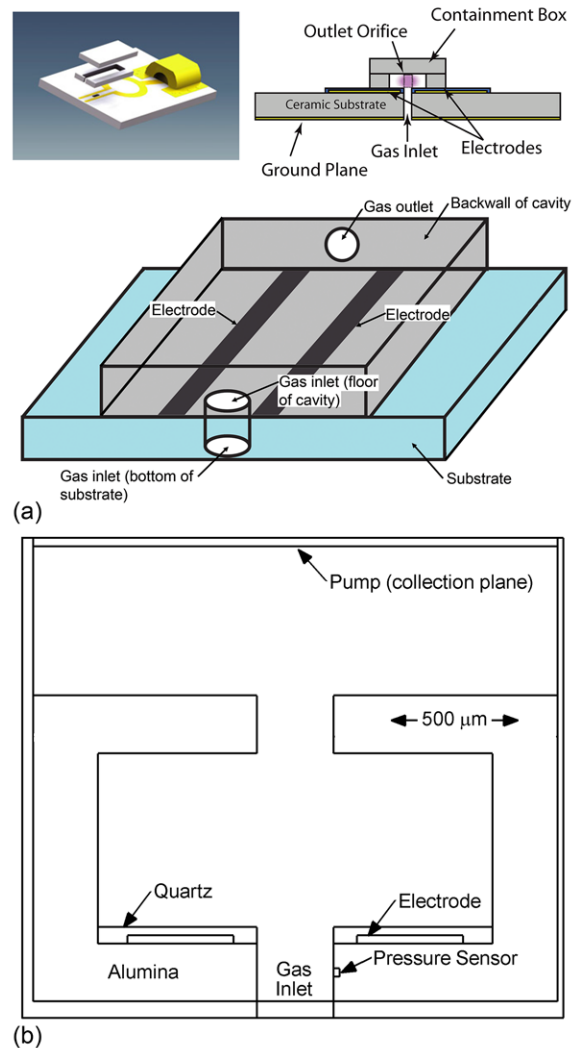 Containment Box
Outlet Orifice
Ceramic Substrate
Electrodes
Gas Inlet
Ground Plane
Gas outlet
Backwall of cavity
Electrode
Electrode
Gas inlet (floor
of cavity)
Gas inlet (bottom of
substrate)
Substrate
(a)
Pump (collection plane)
500 μm
Quartz
Electrode
Alumina
Gas
Inlet
Pressure Sensor
(b)